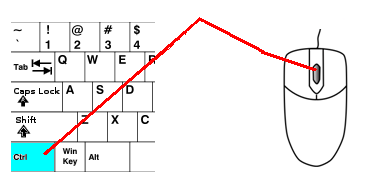 ~ ! @ # $
` 1 2 3 4
Tab Q W E R
Caps Lock A S D
Shift Z X C
Ctrl Win Key Alt